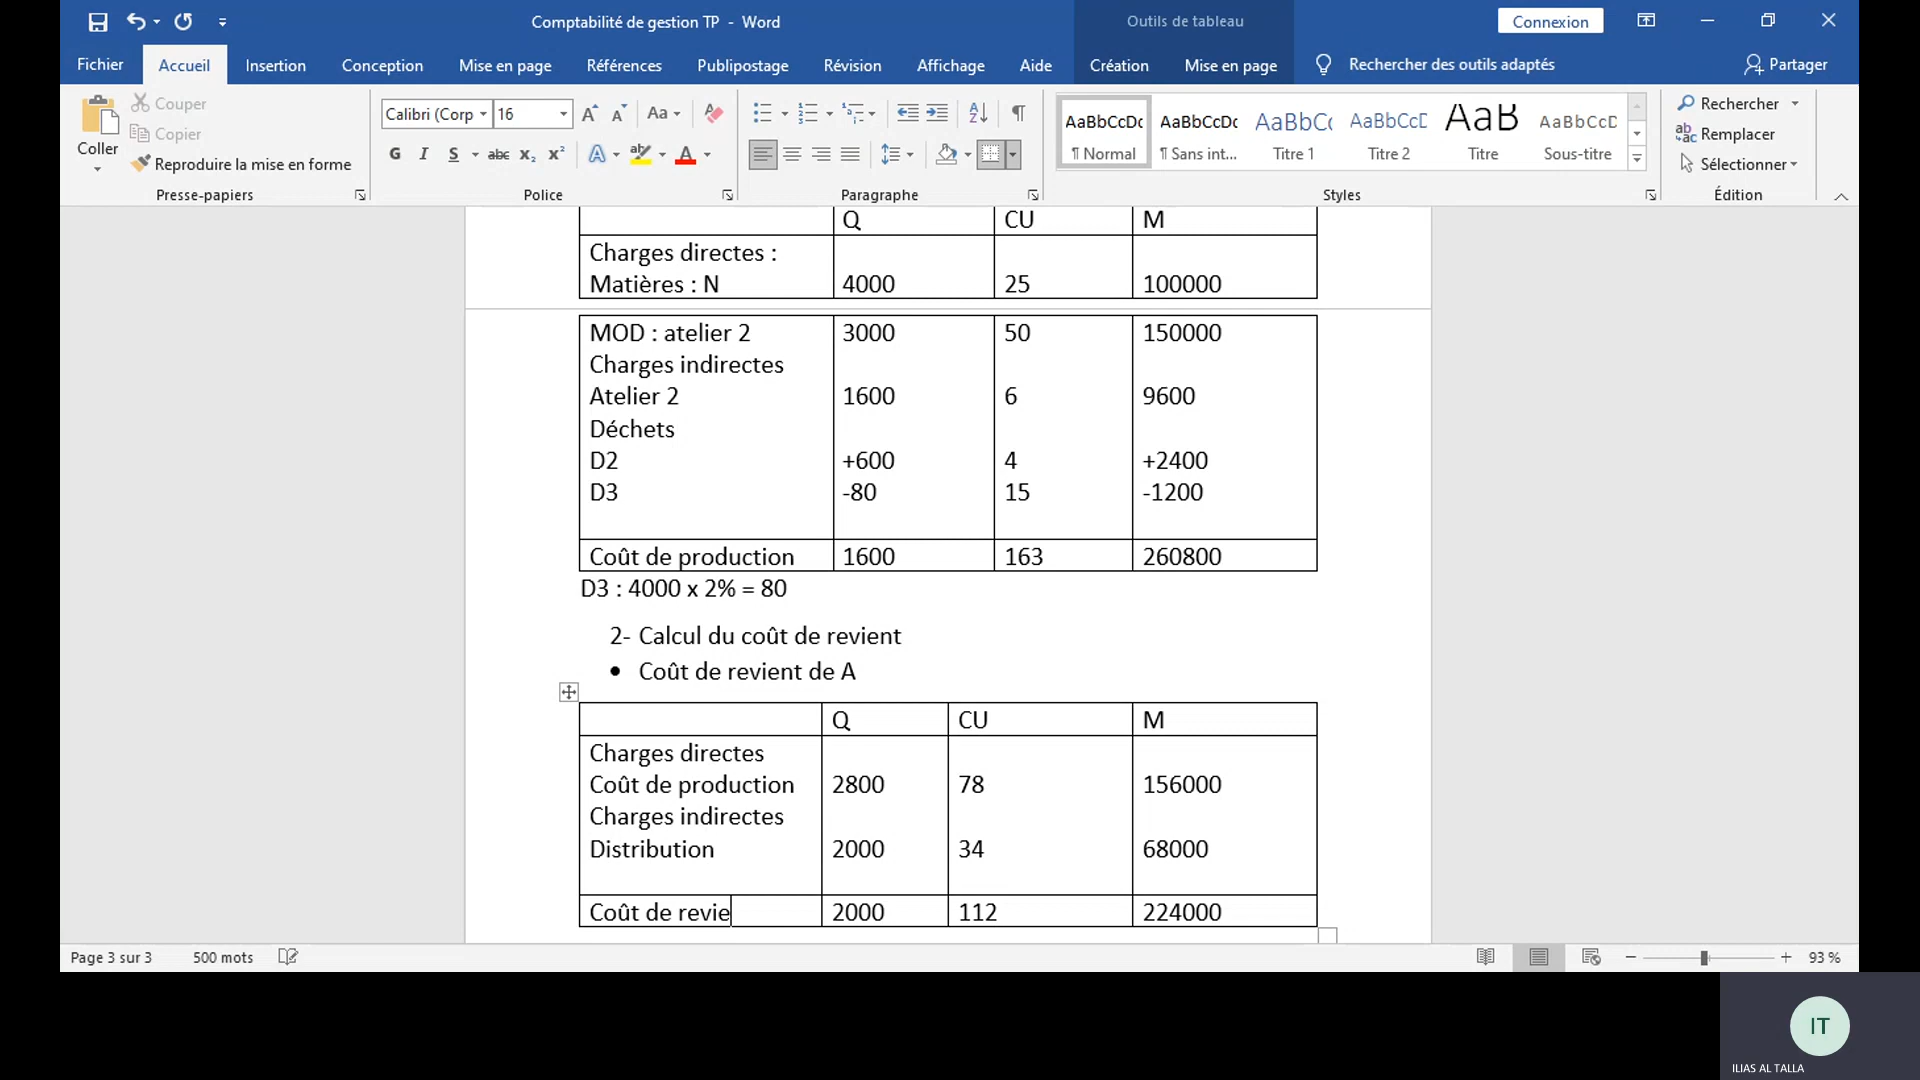 Comptabilité de gestion TP - Word
Outils de tableau
Connexion
Fichier
Accueil
Insertion
Conception
Mise en page
Références
Publipostage
Révision
Affichage
Aide
Création
Mise en page
Rechercher des outils adaptés
Partager
Coller
Couper
Copier
Reproduire la mise en forme
Presse-papiers
Calibri (Corp
16
Aa
G I S abc x₂ x² A ab A
Police
Paragraphe
AaBbCcDc
¶ Normal
AaBbCcDc
¶ Sans int...
AaBbCc
Titre 1
AaBbCcD
Titre 2
AaB
Titre
AaBbCcD
Sous-titre
Styles
Rechercher
Remplacer
Sélectionner
Édition
Q CU M
Charges directes :
Matières : N 4000 25 100000
MOD : atelier 2 3000 50 150000
Charges indirectes
Atelier 2 1600 6 9600
Déchets
D2 +600 4 +2400
D3 -80 15 -1200
Coût de production 1600 163 260800
D3 : 4000 x 2% = 80
2- Calcul du coût de revient
• Coût de revient de A
Q CU M
Charges directes
Coût de production 2800 78 156000
Charges indirectes
Distribution 2000 34 68000
Coût de revie 2000 112 224000
Page 3 sur 3
500 mots
93 %
IT
ILIAS AL TALLA